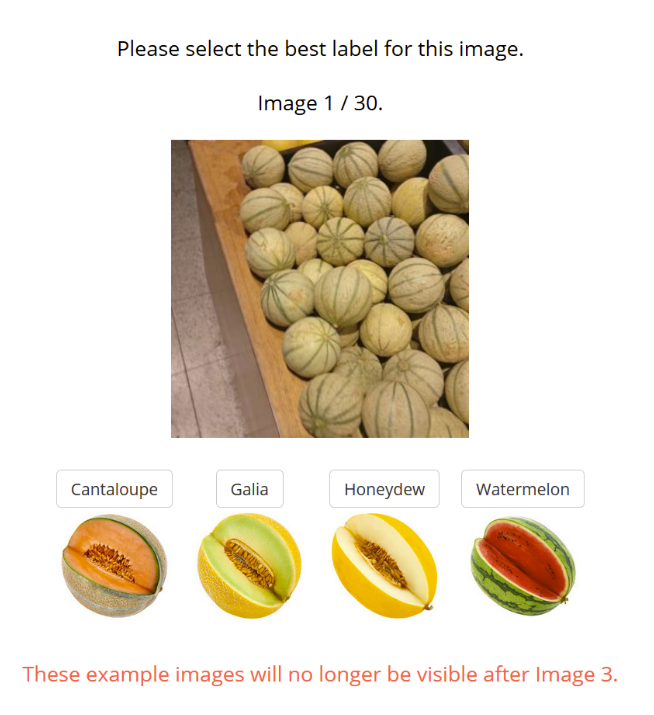 Please select the best label for this image.
Image 1 / 30.
Cantaloupe Galia Honeydew Watermelon
These example images will no longer be visible after Image 3.